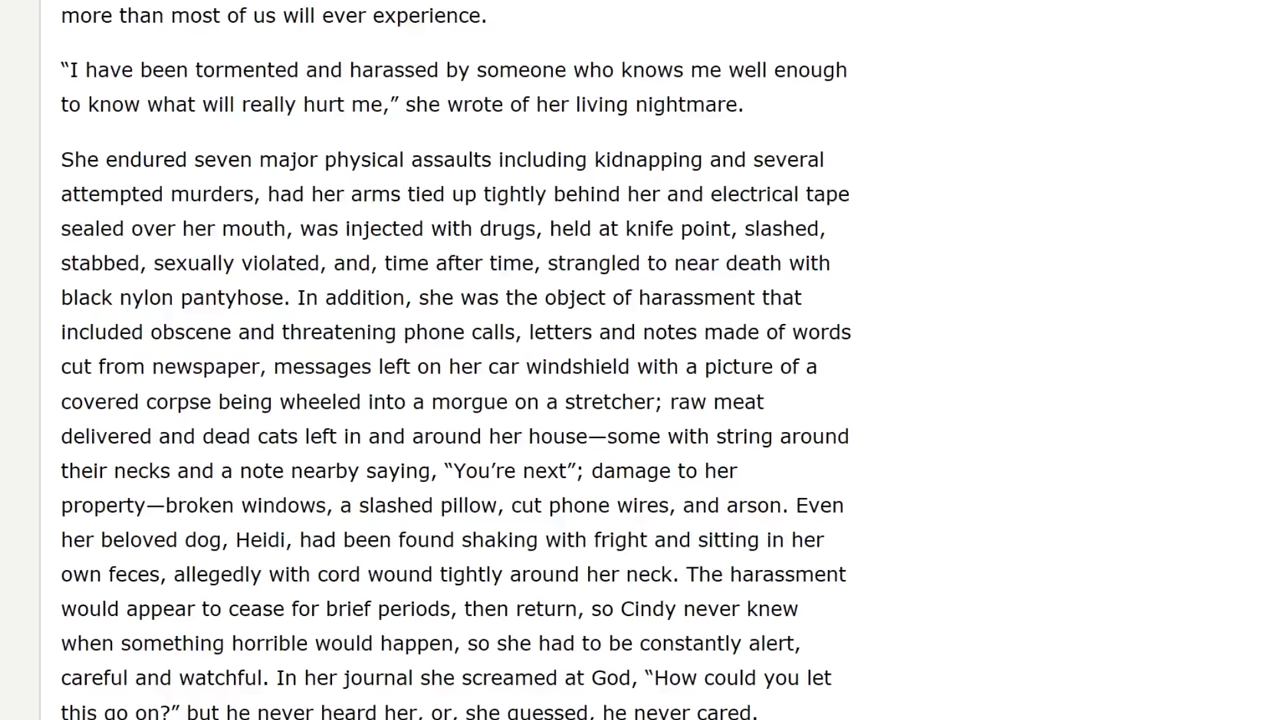 more than most of us will ever experience.
“I have been tormented and harassed by someone who knows me well enough
to know what will really hurt me,” she wrote of her living nightmare.
She endured seven major physical assaults including kidnapping and several
attempted murders, had her arms tied up tightly behind her and electrical tape
sealed over her mouth, was injected with drugs, held at knife point, slashed,
stabbed, sexually violated, and, time after time, strangled to near death with
black nylon pantyhose. In addition, she was the object of harassment that
included obscene and threatening phone calls, letters and notes made of words
cut from newspaper, messages left on her car windshield with a picture of a
covered corpse being wheeled into a morgue on a stretcher; raw meat
delivered and dead cats left in and around her house—some with string around
their necks and a note nearby saying, “You’re next”; damage to her
property—broken windows, a slashed pillow, cut phone wires, and arson. Even
her beloved dog, Heidi, had been found shaking with fright and sitting in her
own feces, allegedly with cord wound tightly around her neck. The harassment
would appear to cease for brief periods, then return, so Cindy never knew
when something horrible would happen, so she had to be constantly alert,
careful and watchful. In her journal she screamed at God, “How could you let
this go on?” but he never heard her, or, she guessed, he never cared.